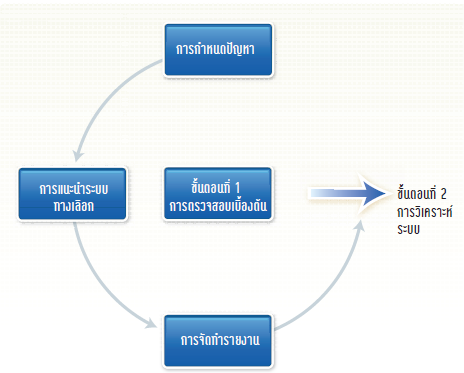 การกำหนดปัญหา
การแนะนำระบบ
ทางเลือก
ขั้นตอนที่ 1
การตรวจสอบเบื้องต้น
ขั้นตอนที่ 2
การวิเคราะห์
ระบบ
การจัดทำรายงาน